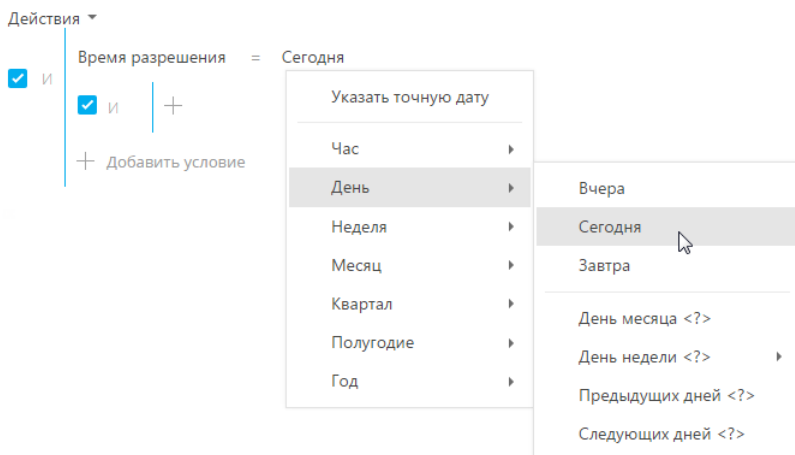 Действия
Время разрешения = Сегодня
И
И
Добавить условие
Указать точную дату
Час
День
Неделя
Месяц
Квартал
Полугодие
Год
Вчера
Сегодня
Завтра
День месяца <?>
День недели <?>
Предыдущих дней <?>
Следующих дней <?>